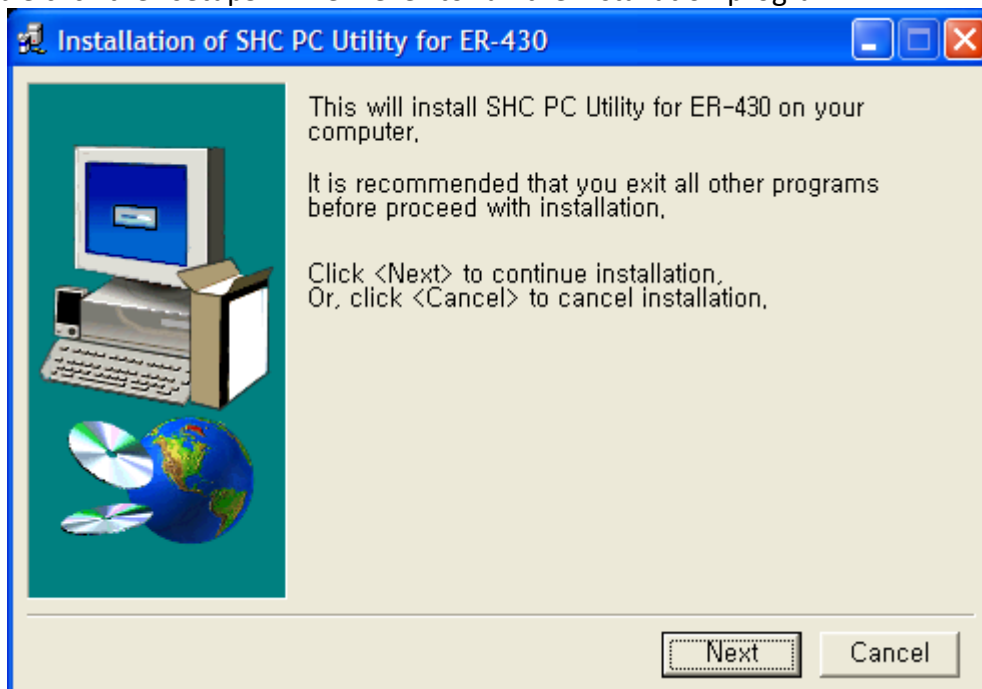 Installation of SHC PC Utility for ER-430
This will install SHC PC Utility for ER-430 on your
computer,
It is recommended that you exit all other programs
before proceed with installation,
Click <Next> to continue installation,
Or, click <Cancel> to cancel installation,
Next
Cancel